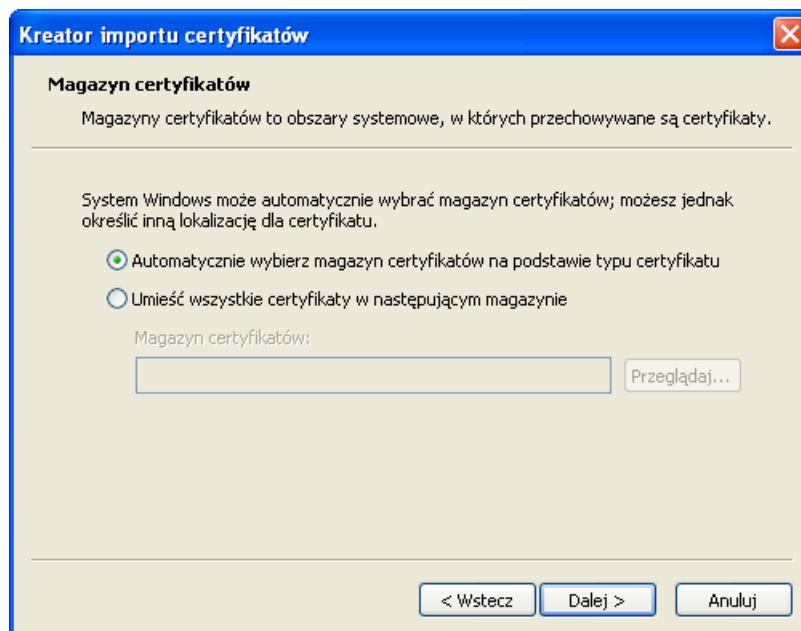 Kreator importu certyfikatów
Magazyn certyfikatów
Magazyny certyfikatów to obszary systemowe, w których przechowywane są certyfikaty.
System Windows może automatycznie wybrać magazyn certyfikatów; możesz jednak
określić inną lokalizację dla certyfikatu.
Automatycznie wybierz magazyn certyfikatów na podstawie typu certyfikatu
Umieść wszystkie certyfikaty w następującym magazynie
Magazyn certyfikatów:
Przeglądaj...
< Wstecz Dalej > Anuluj